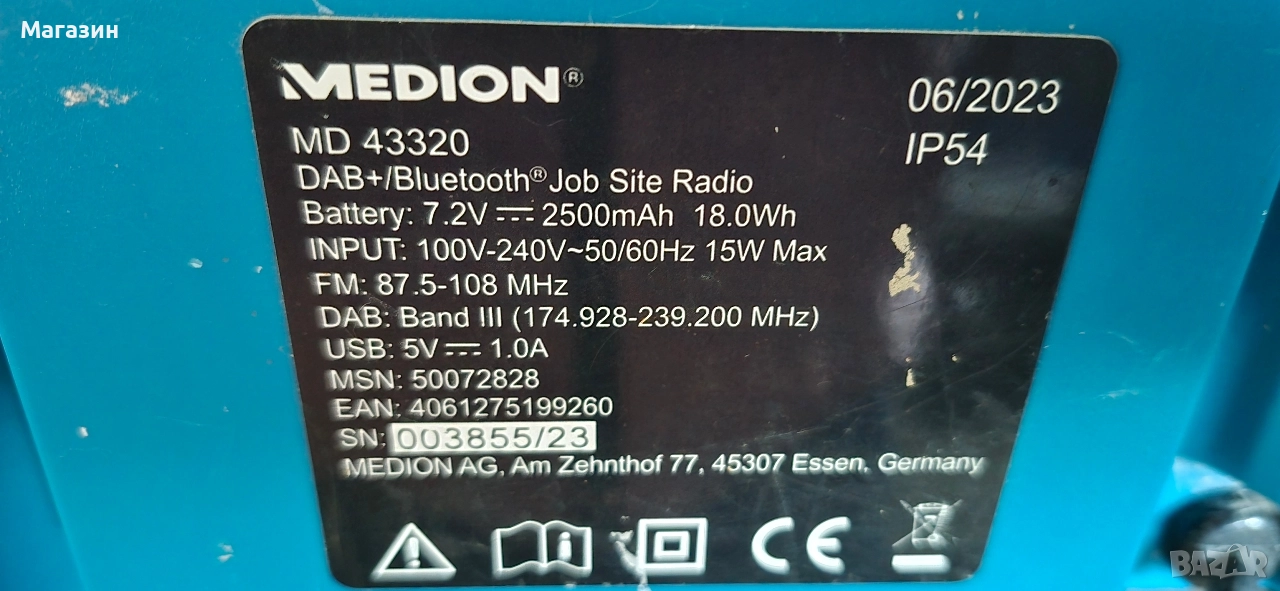 Магазин
MEDION®
06/2023
MD 43320
IP54
DAB+/Bluetooth® Job Site Radio
Battery: 7.2V ⎓ 2500mAh 18.0Wh
INPUT: 100V-240V~50/60Hz 15W Max
FM: 87.5-108 MHz
DAB: Band III (174.928-239.200 MHz)
USB: 5V ⎓ 1.0A
MSN: 50072828
EAN: 4061275199260
SN: 003855/23
MEDION AG, Am Zehnthof 77, 45307 Essen, Germany
CE
BAZAR